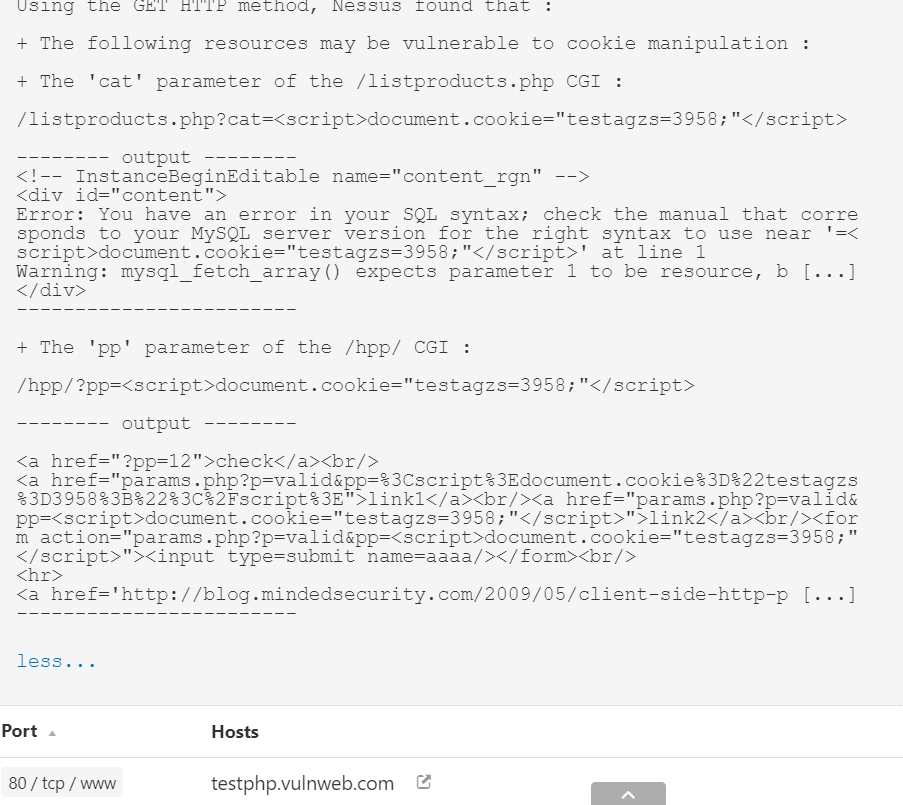 Using the GET HTTP method, Nessus found that :
+ The following resources may be vulnerable to cookie manipulation :
+ The 'cat' parameter of the /listproducts.php CGI :
/listproducts.php?cat=<script>document.cookie="testagzs=3958;"</script>
-------- output --------
<!-- InstanceBeginEditable name="content_rgn" -->
<div id="content">
Error: You have an error in your SQL syntax; check the manual that corre
sponds to your MySQL server version for the right syntax to use near '=<
script>document.cookie="testagzs=3958;"</script>' at line 1
Warning: mysql_fetch_array() expects parameter 1 to be resource, b [...]
</div>
------------------------
+ The 'pp' parameter of the /hpp/ CGI :
/hpp/?pp=<script>document.cookie="testagzs=3958;"</script>
-------- output --------
<a href="?pp=12">check</a><br/>
<a href="params.php?p=valid&pp=%3Cscript%3Edocument.cookie%3D%22testagzs
%3D3958%3B%22%3C%2Fscript%3E">link1</a><br/><a href="params.php?p=valid&
pp=<script>document.cookie="testagzs=3958;"</script>">link2</a><br/><for
m action="params.php?p=valid&pp=<script>document.cookie="testagzs=3958;"
</script>"><input type=submit name=aaaa/></form><br/>
<hr>
<a href='http://blog.mindedsecurity.com/2009/05/client-side-http-p [...]
------------------------
less...
Port Hosts
80 / tcp / www testphp.vulnweb.com